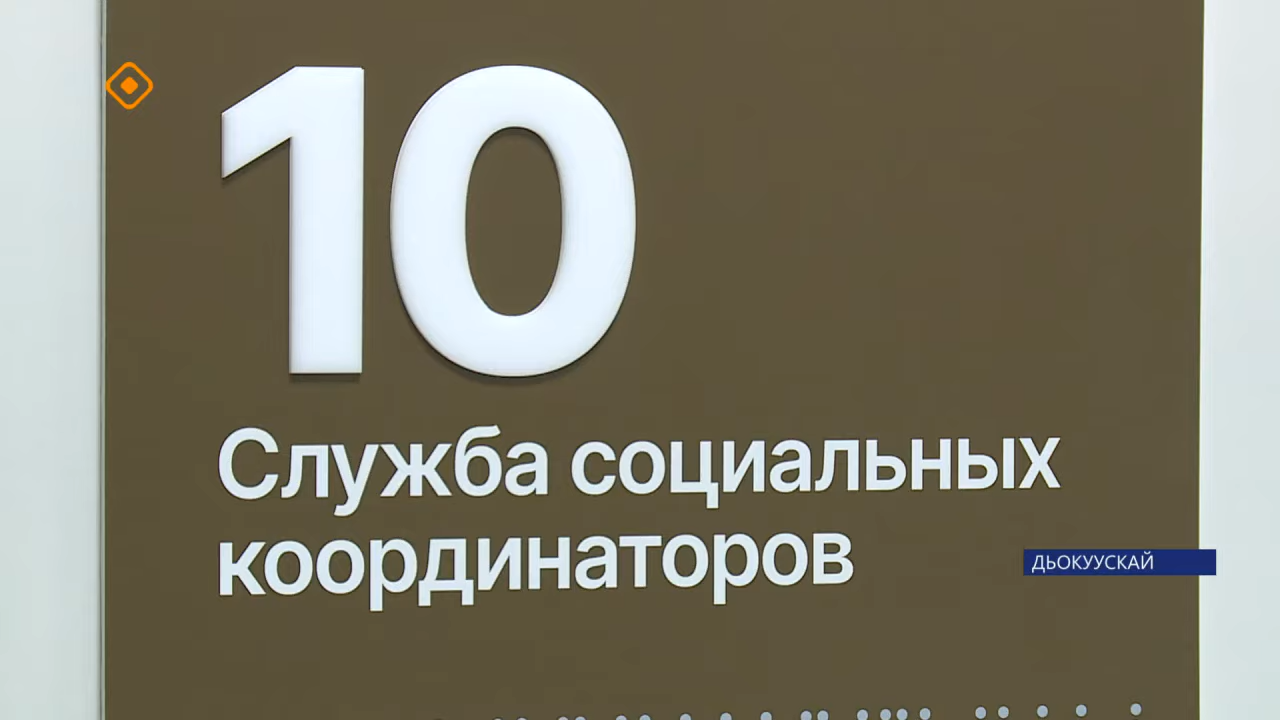 10
Служба социальных
координаторов
ДЬОКУУСКАЙ